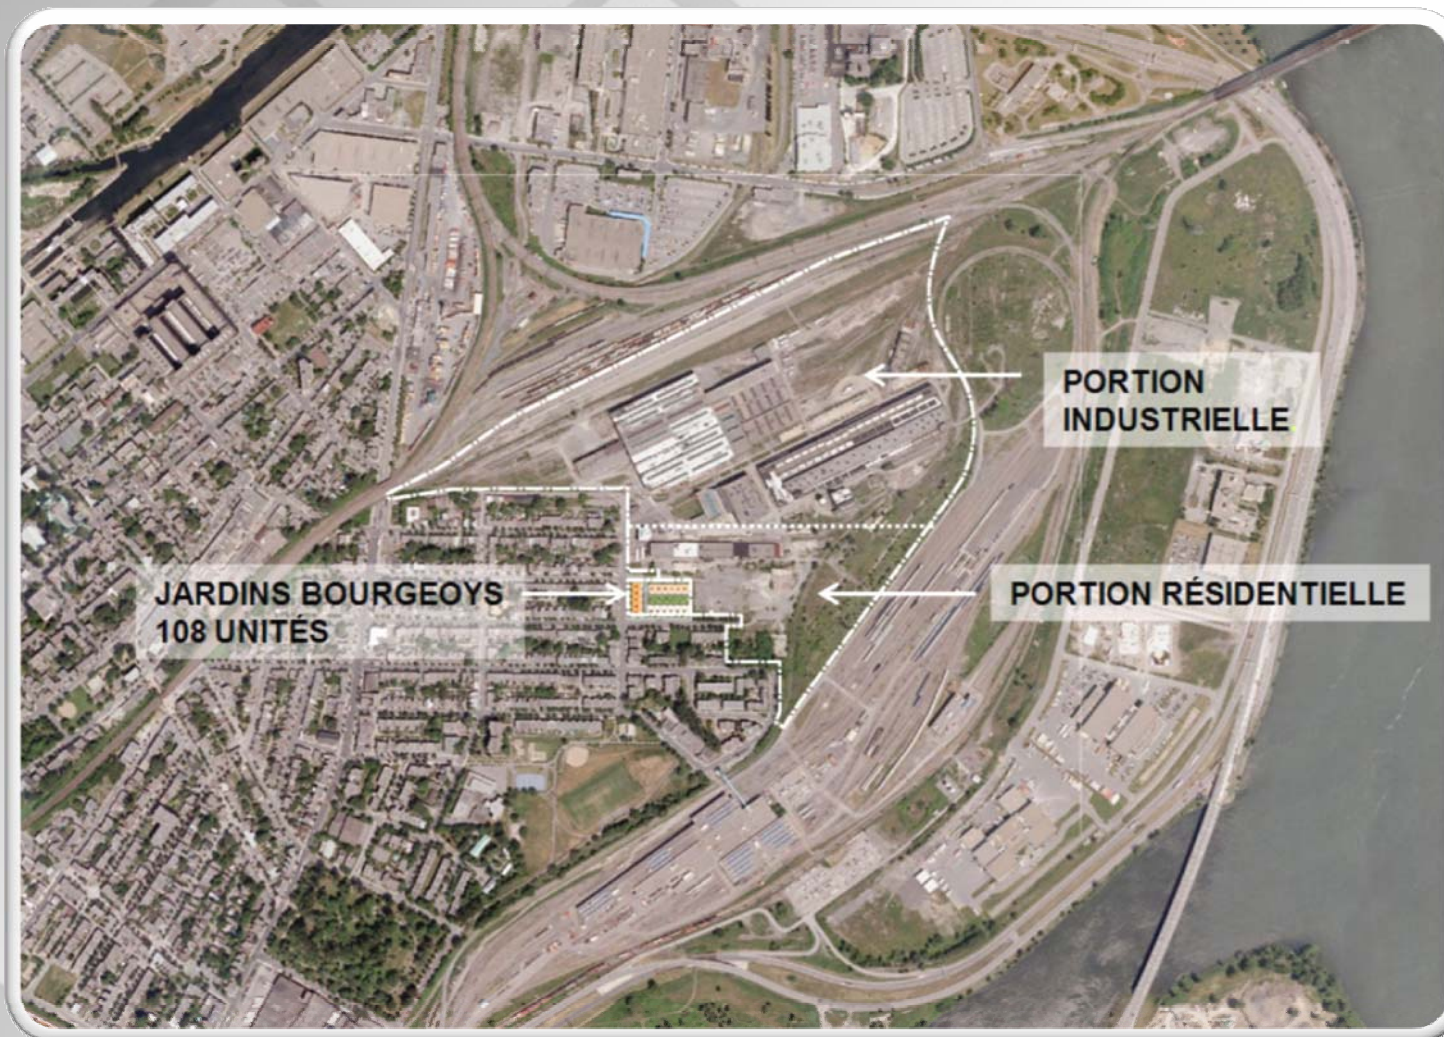 PORTION
INDUSTRIELLE
JARDINS BOURGEOYS
108 UNITÉS
PORTION RÉSIDENTIELLE